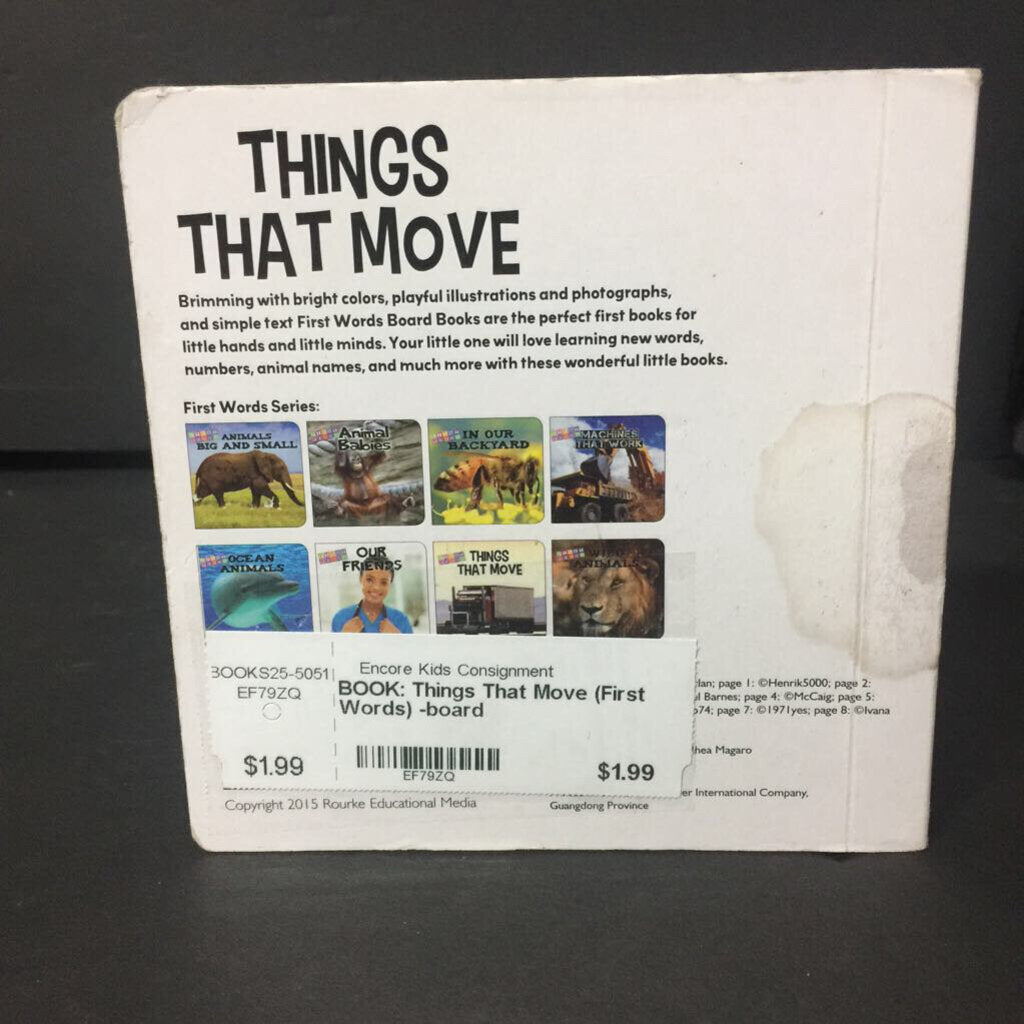 THINGS
THAT MOVE
Brimming with bright colors, playful illustrations and photographs,
and simple text First Words Board Books are the perfect first books for
little hands and little minds. Your little one will love learning new words,
numbers, animal names, and much more with these wonderful little books.
First Words Series:
ANIMALS
BIG AND SMALL
Animal
Babies
IN OUR
BACKYARD
MACHINES
THAT WORK
OCEAN
ANIMALS
OUR
FRIENDS
THINGS
THAT MOVE
WILD
ANIMALS
BOOKS25-5051
EF79ZQ
$1.99
Encore Kids Consignment
BOOK: Things That Move (First
Words) -board
EF79ZQ
$1.99
page 1: ©Henrik5000; page 2:
Barnes; page 4: ©McCaig; page 5:
74; page 7: ©1971yes; page 8: ©Ivana
Magaro
International Company,
Guangdong Province
Copyright 2015 Rourke Educational Media